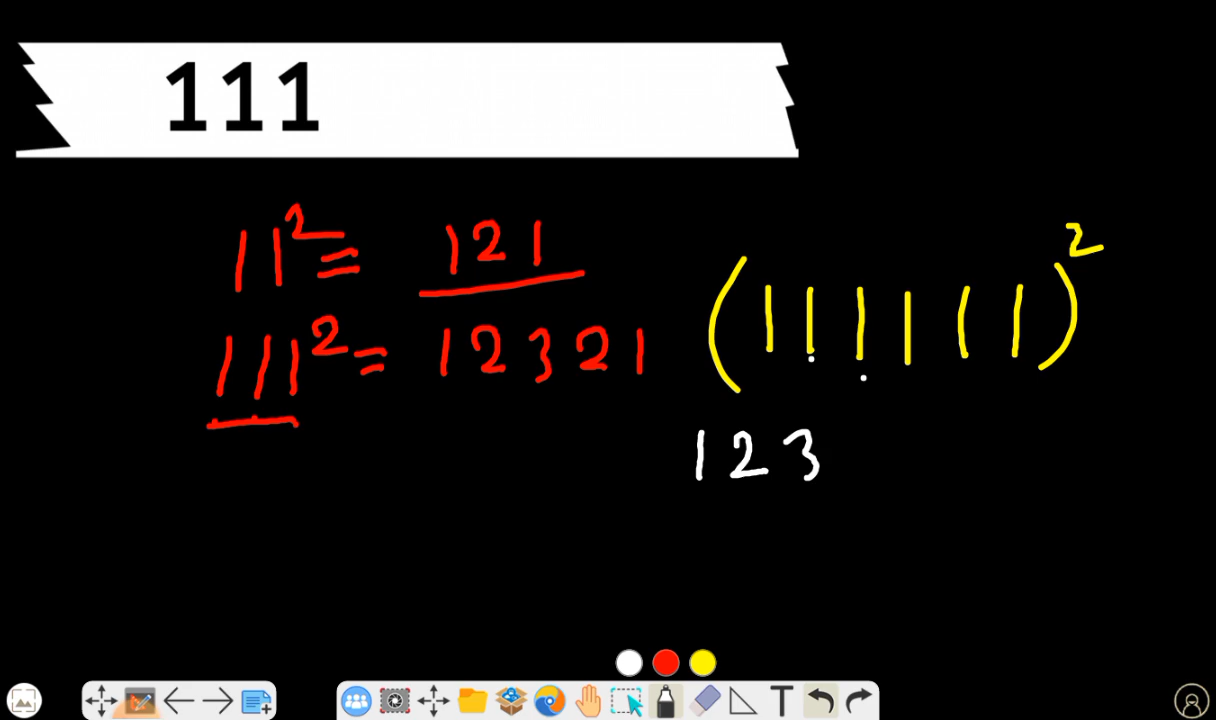 111
11² = 121
111² = 12321
(111111)²
123
T